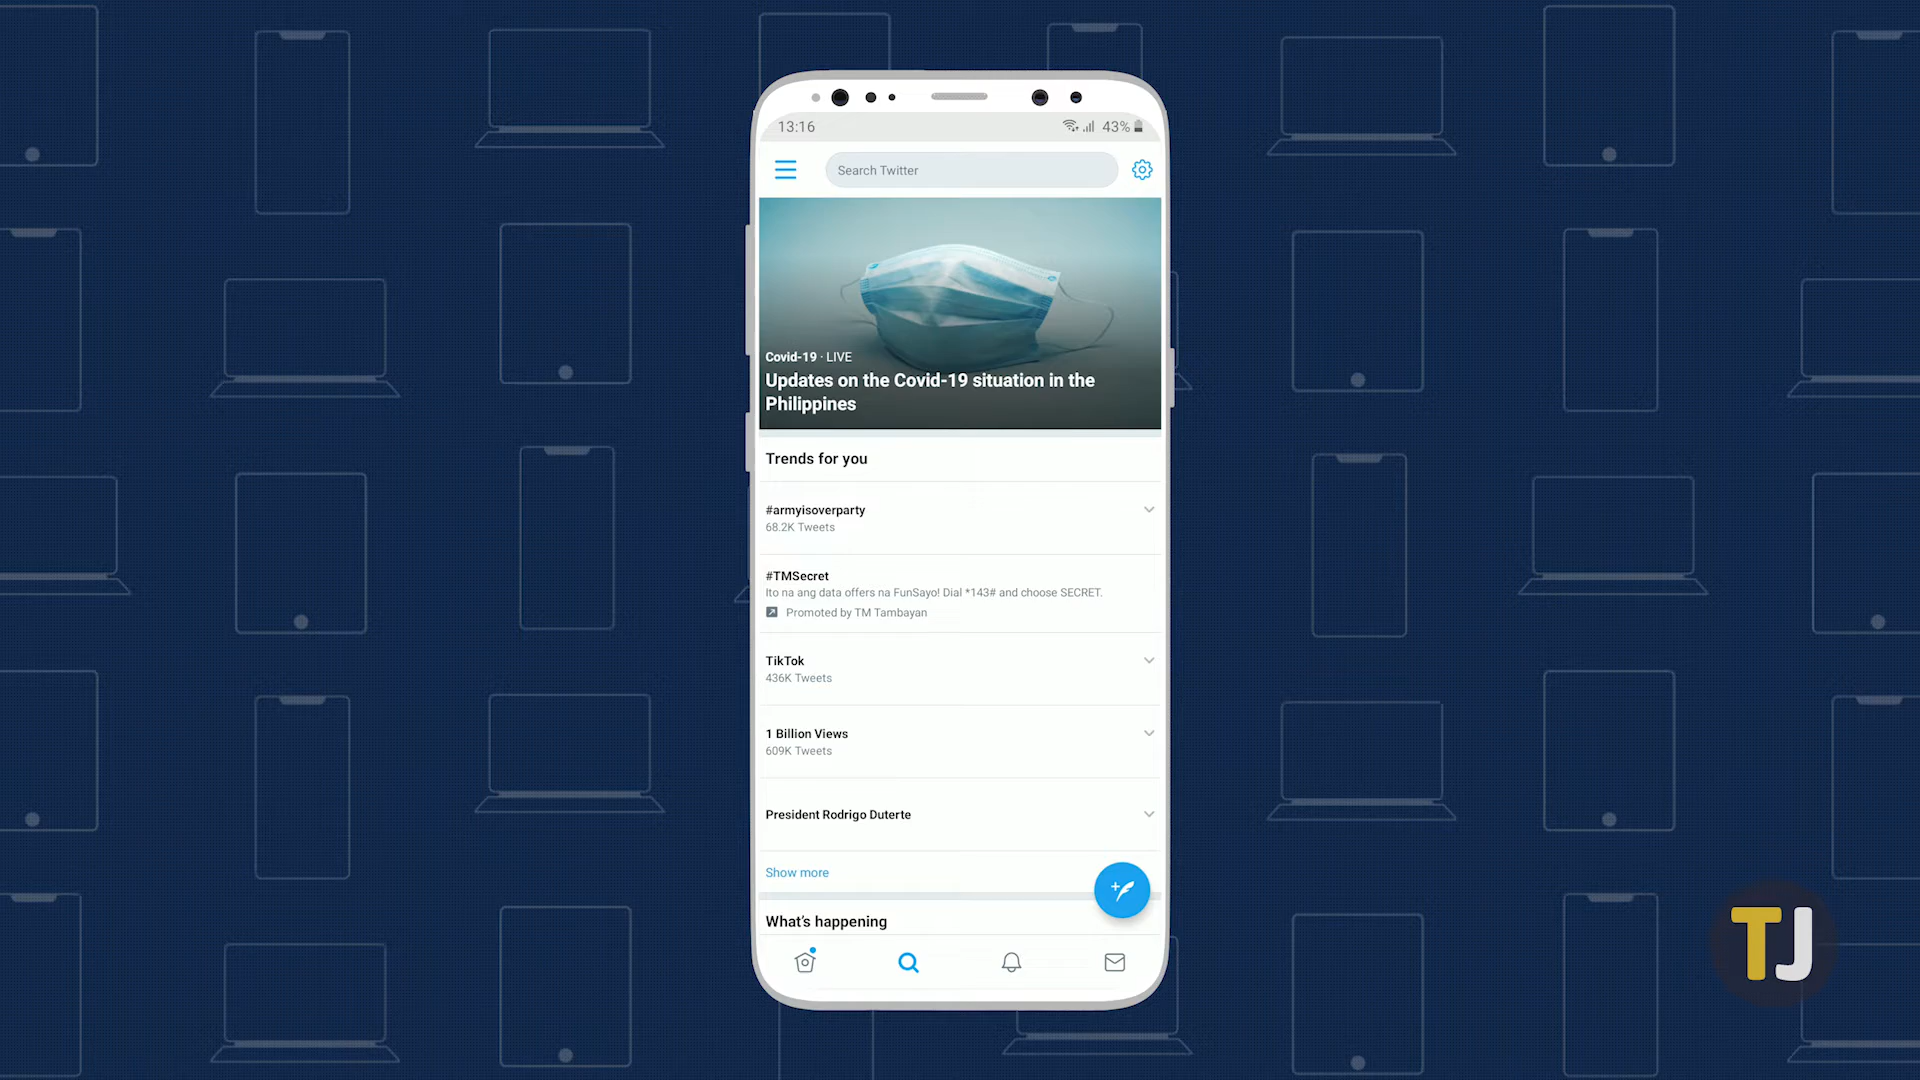 13:16
43%
Search Twitter
Covid-19 · LIVE
Updates on the Covid-19 situation in the
Philippines
Trends for you
#armyisoverparty
68.2K Tweets
#TMSecret
Ito na ang data offers na FunSayo! Dial *143# and choose SECRET.
Promoted by TM Tambayan
TikTok
436K Tweets
1 Billion Views
609K Tweets
President Rodrigo Duterte
Show more
What's happening
TJ